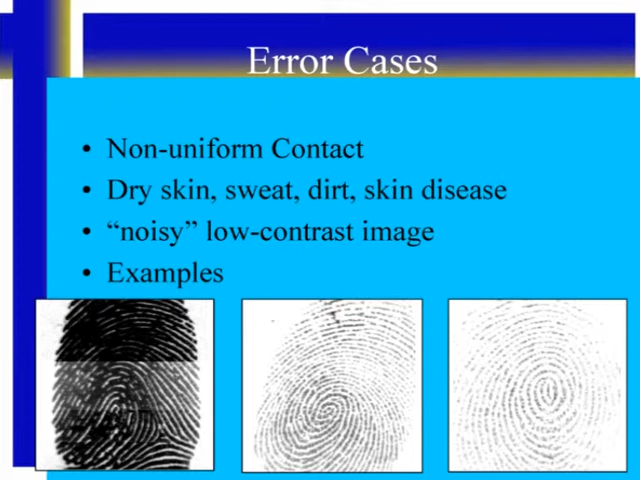 Error Cases
• Non-uniform Contact
• Dry skin, sweat, dirt, skin disease
• “noisy” low-contrast image
• Examples